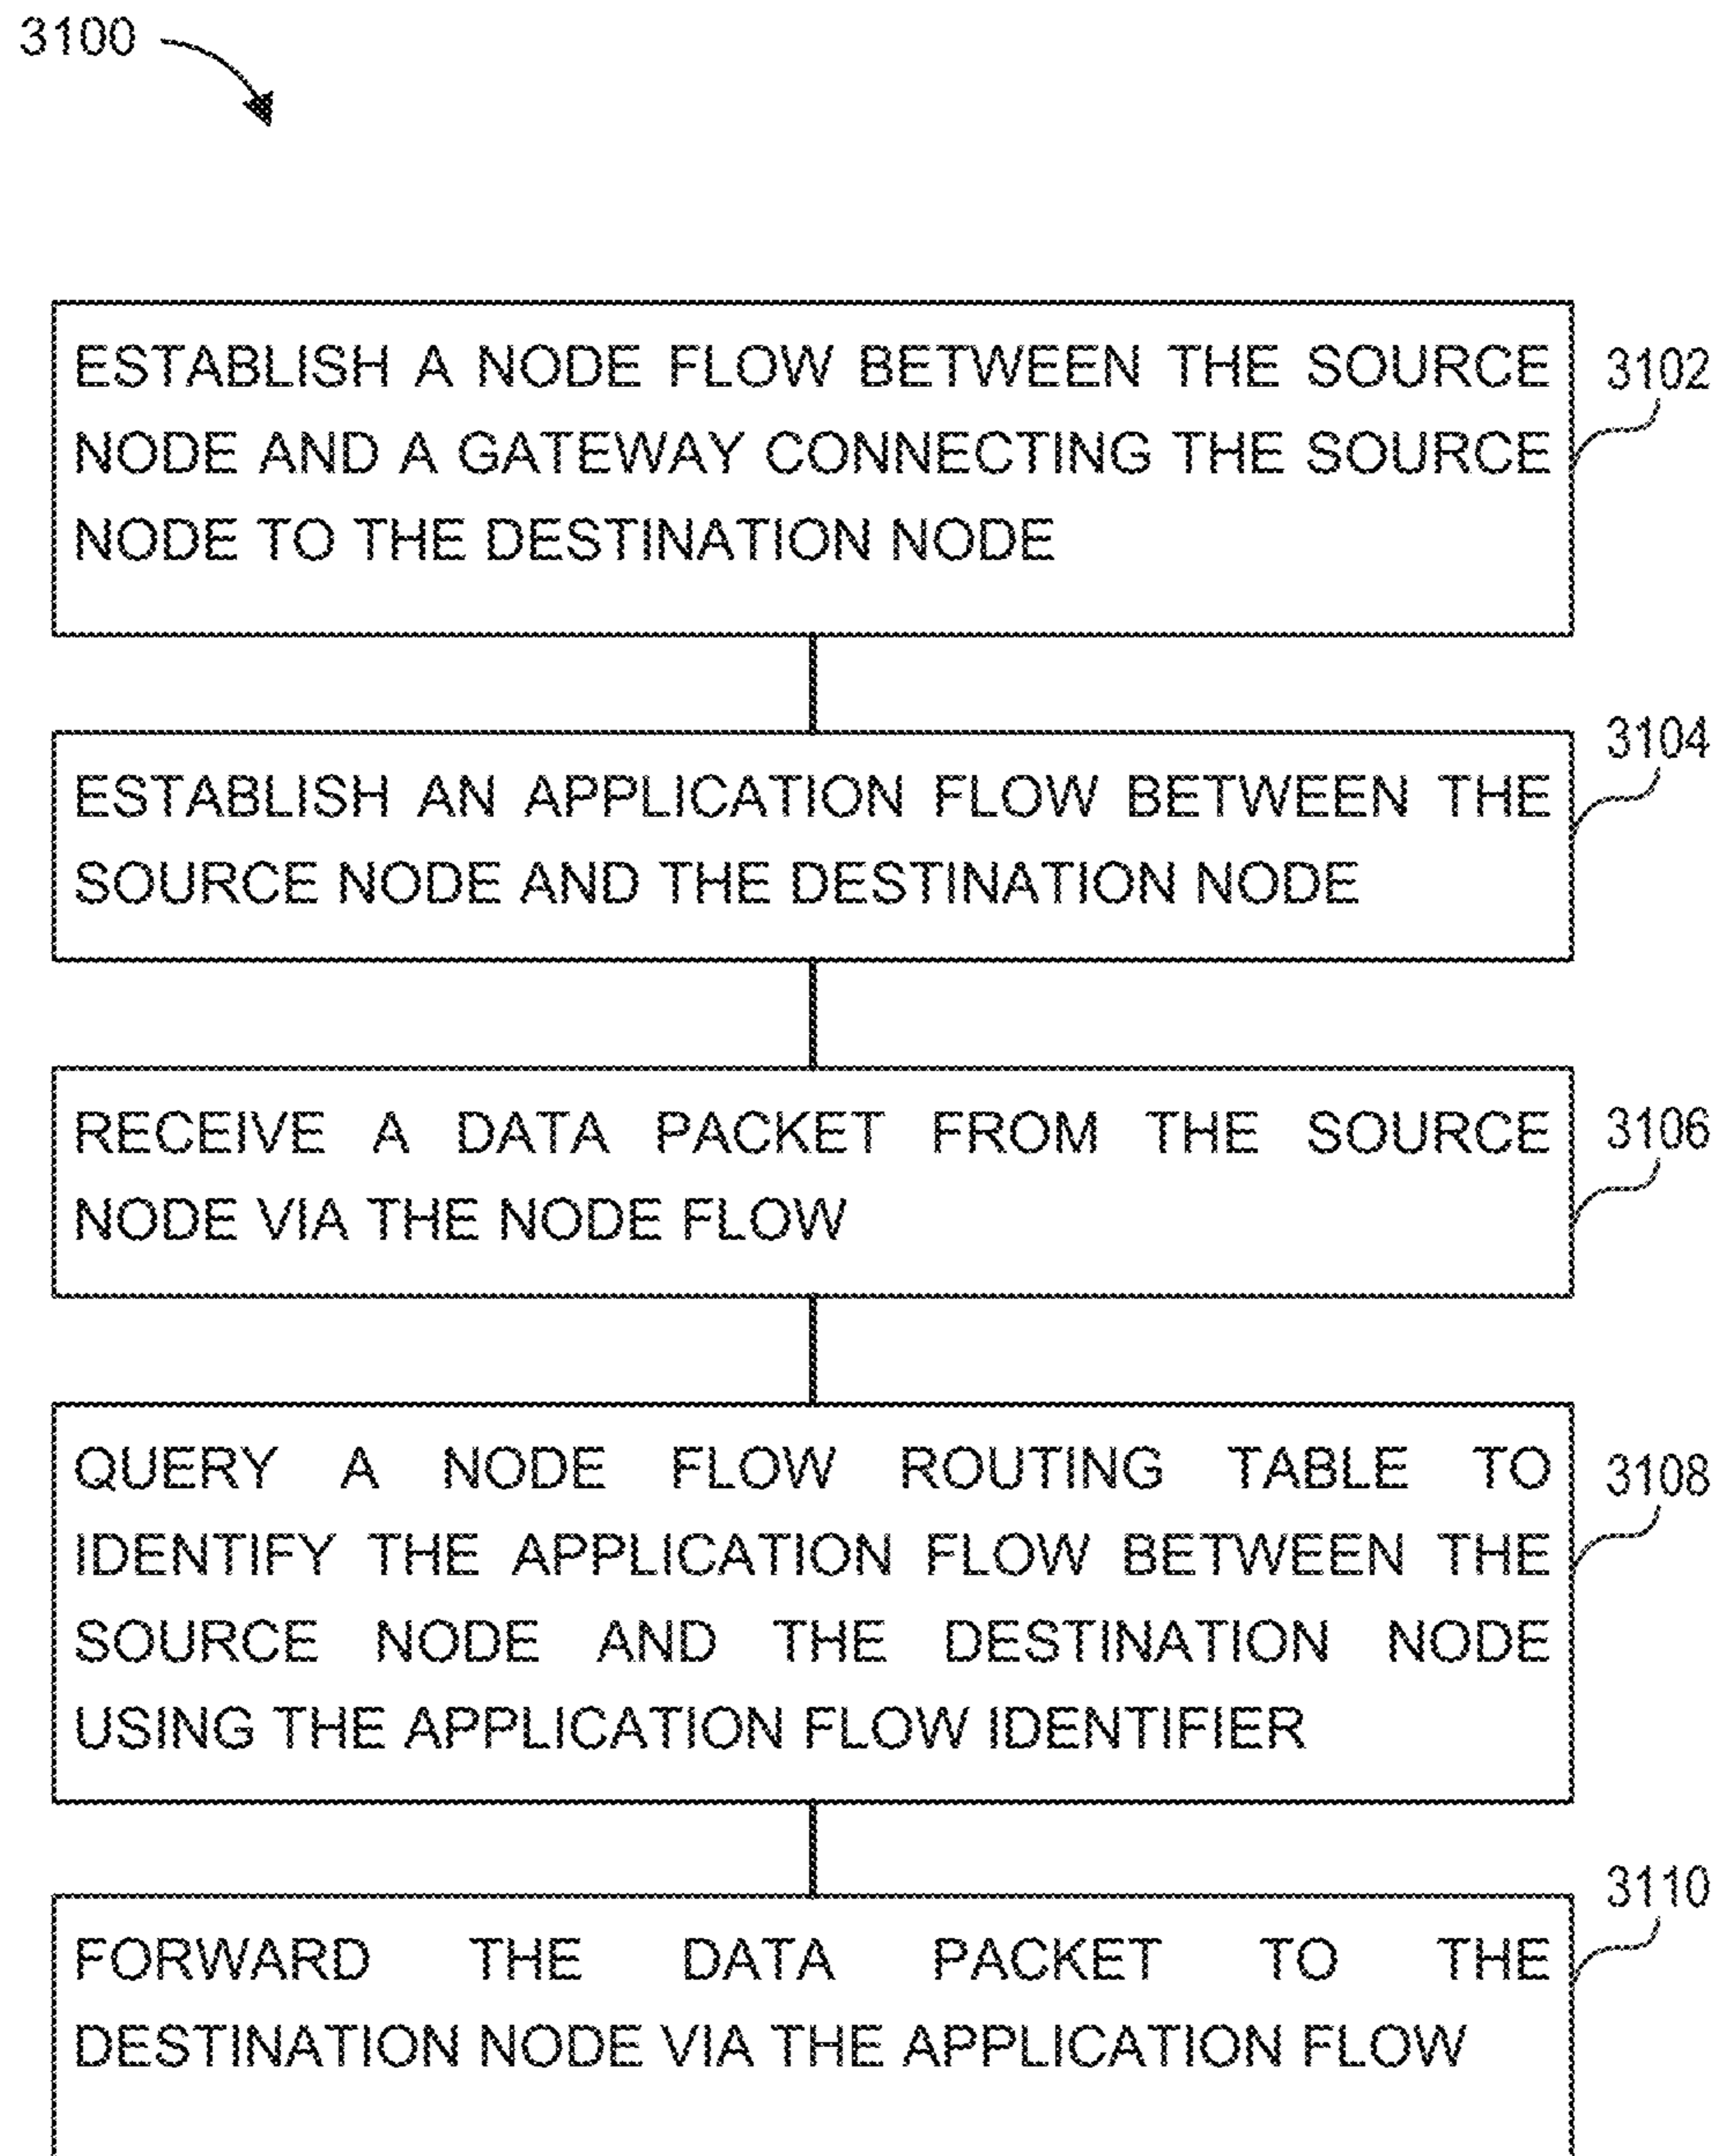 3100
ESTABLISH A NODE FLOW BETWEEN THE SOURCE
NODE AND A GATEWAY CONNECTING THE SOURCE
NODE TO THE DESTINATION NODE
3102
ESTABLISH AN APPLICATION FLOW BETWEEN THE
SOURCE NODE AND THE DESTINATION NODE
3104
RECEIVE A DATA PACKET FROM THE SOURCE
NODE VIA THE NODE FLOW
3106
QUERY A NODE FLOW ROUTING TABLE TO
IDENTIFY THE APPLICATION FLOW BETWEEN THE
SOURCE NODE AND THE DESTINATION NODE
USING THE APPLICATION FLOW IDENTIFIER
3108
FORWARD THE DATA PACKET TO THE
DESTINATION NODE VIA THE APPLICATION FLOW
3110